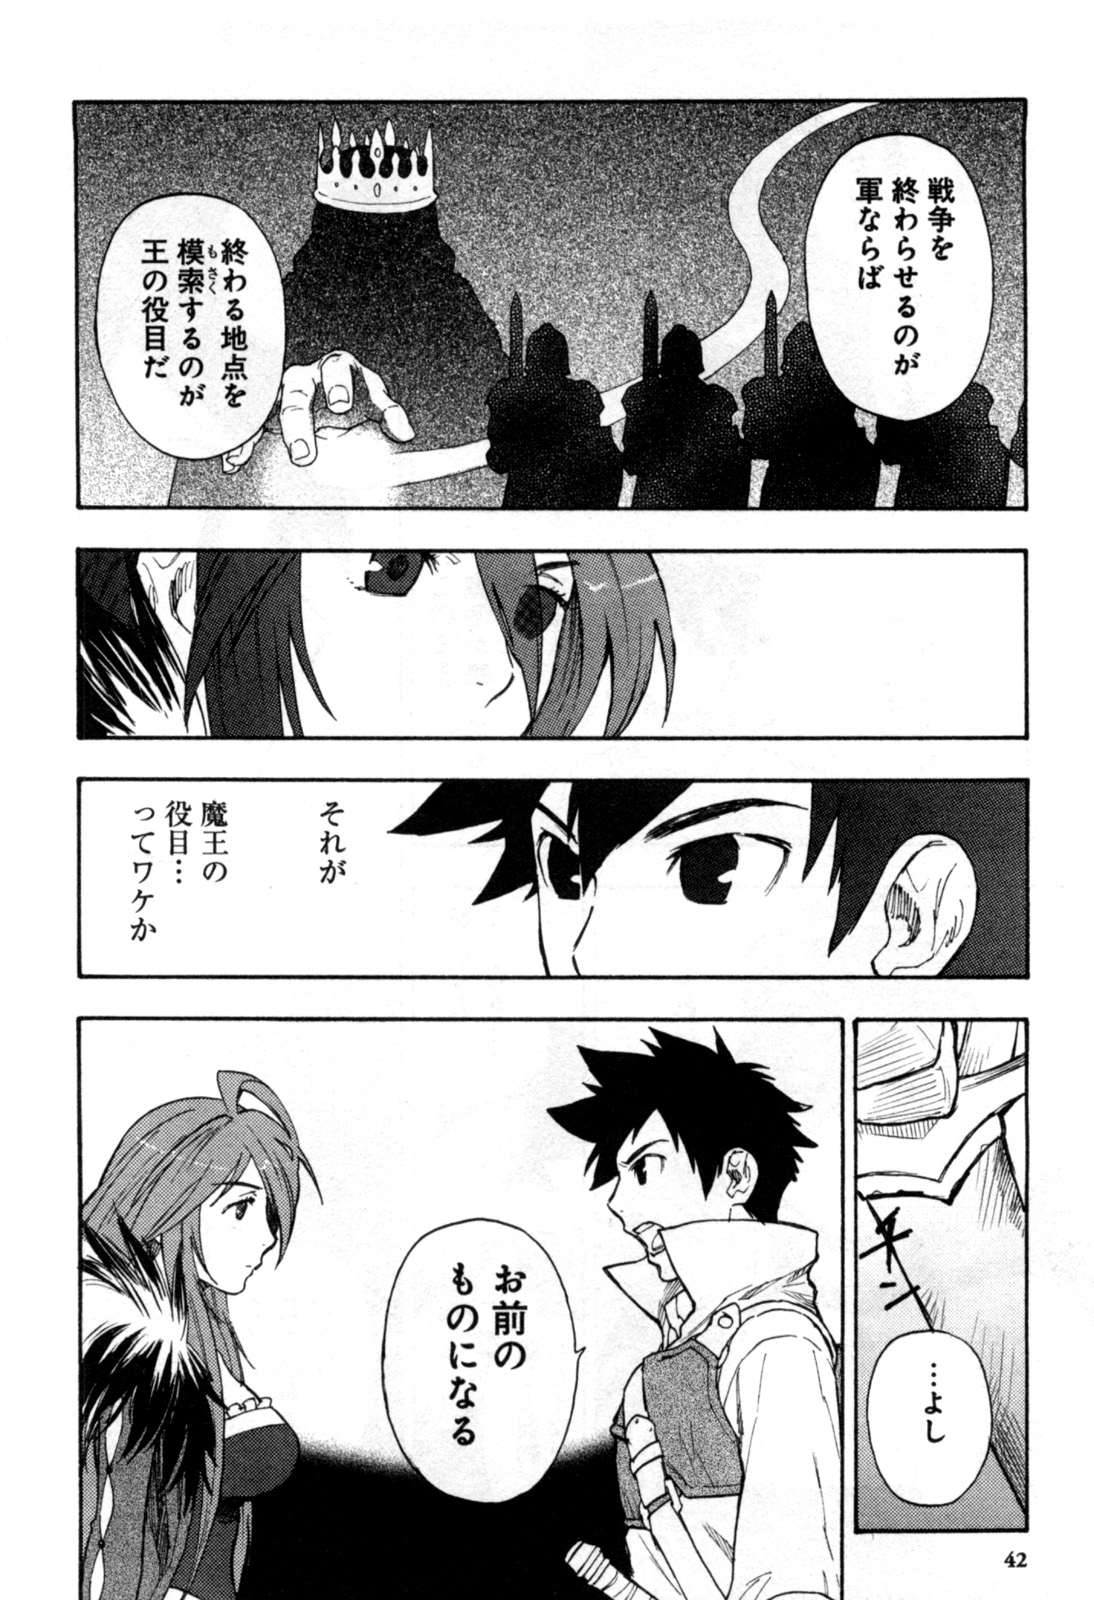 戦争を
終わらせるのが
軍ならば
終わる地点を
模索するのが
もさく
王の役目だ
それが
魔王の
役目…
ってワケか
キン
…よし
お前の
ものになる
42